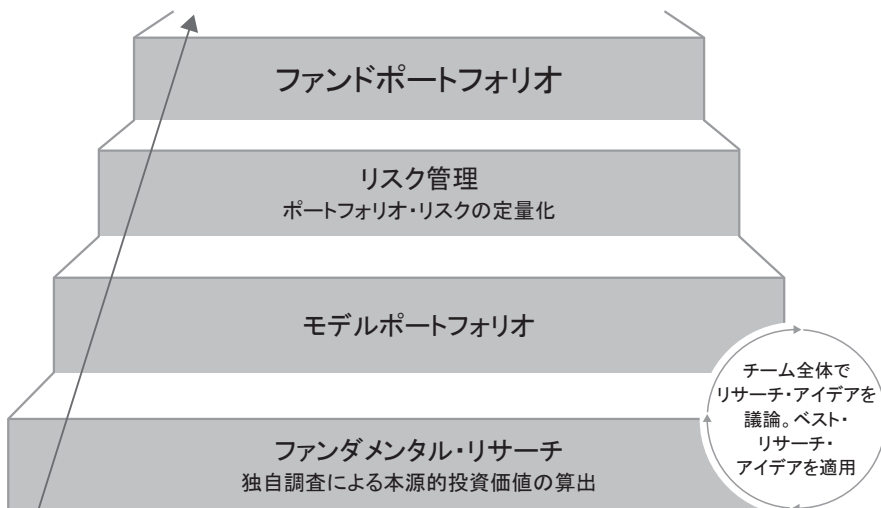 ファンドポートフォリオ
リスク管理
ポートフォリオ・リスクの定量化
モデルポートフォリオ
チーム全体で
リサーチ・アイデアを
議論。ベスト・
リサーチ・
アイデアを適用
ファンダメンタル・リサーチ
独自調査による本源的投資価値の算出